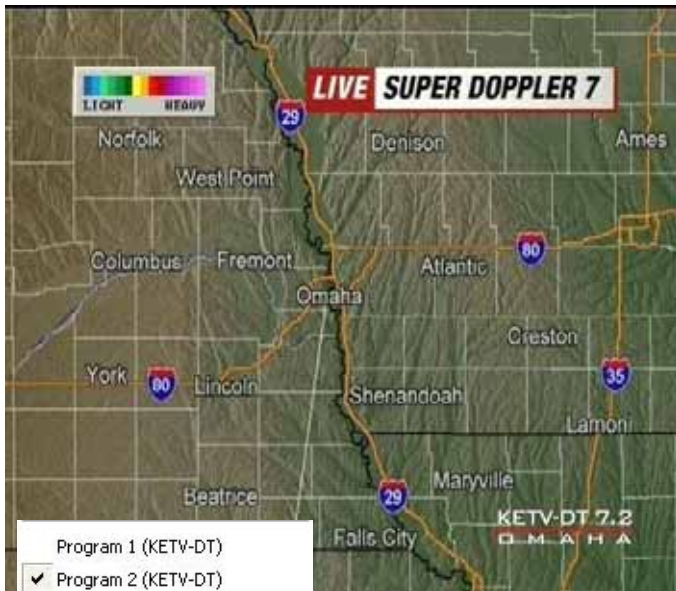 LIVE SUPER DOPPLER 7
LIGHT HEAVY
29
Norfolk
Denison
Ames
West Point
Columbus
Fremont
Atlantic
80
Omaha
Creston
York
80
Lincoln
Shenandoah
35
Lamoni
Beatrice
29
Maryville
Falls City
KETV-DT 7.2
OMAHA
Program 1 (KETV-DT)
Program 2 (KETV-DT)